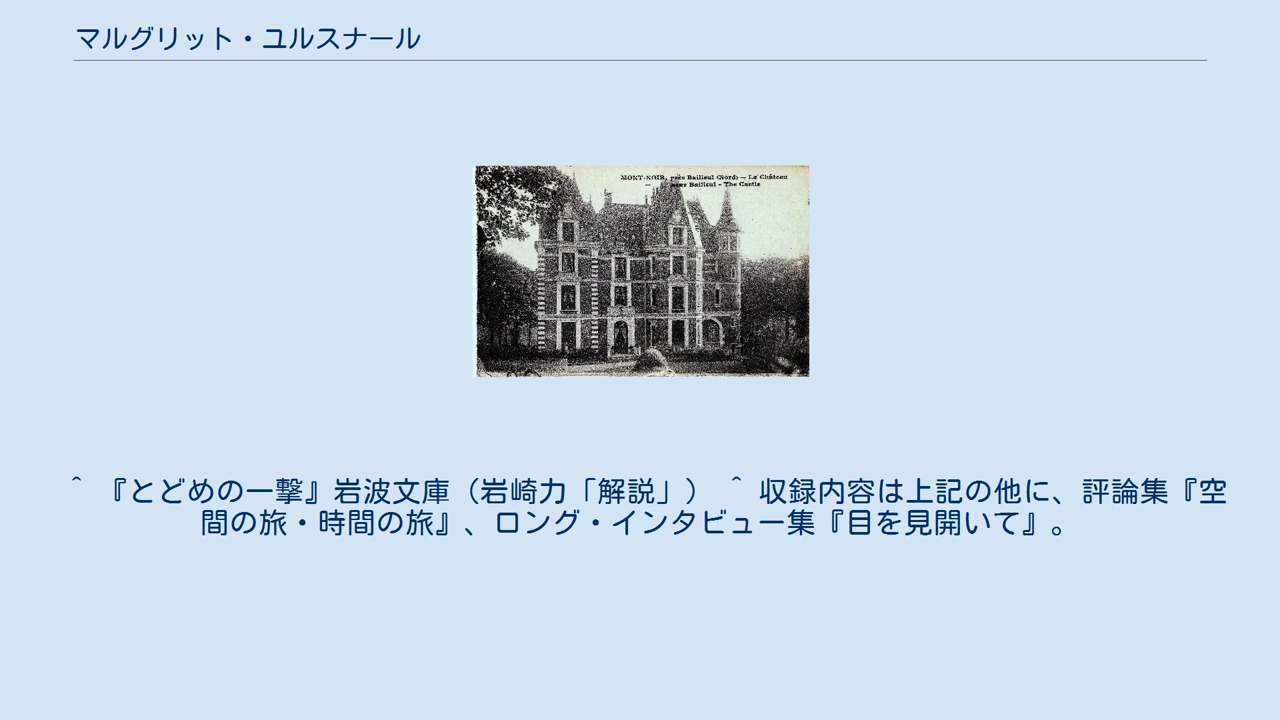 マルグリット・ユルスナール
MONT-NOIR, près Bailleul (Nord) — Le Château
— near Bailleul - The Castle
^ 『とどめの一撃』岩波文庫（岩崎力「解説」） ^ 収録内容は上記の他に、評論集『空
間の旅・時間の旅』、ロング・インタビュー集『目を見開いて』。